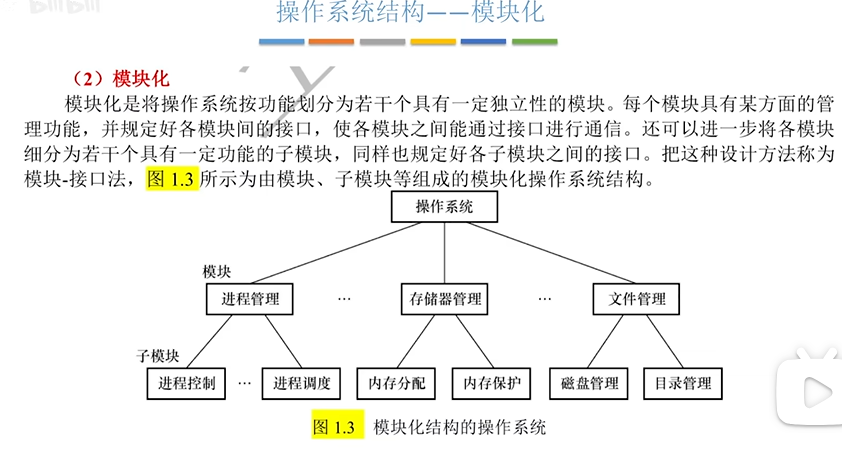 操作系统结构——模块化
（2）模块化
模块化是将操作系统按功能划分为若干个具有一定独立性的模块。每个模块具有某方面的管
理功能，并规定好各模块间的接口，使各模块之间能通过接口进行通信。还可以进一步将各模块
细分为若干个具有一定功能的子模块，同样也规定好各子模块之间的接口。把这种设计方法称为
模块-接口法，图 1.3 所示为由模块、子模块等组成的模块化操作系统结构。
操作系统
模块
进程管理 … 存储器管理 … 文件管理
子模块
进程控制 … 进程调度 内存分配 内存保护 磁盘管理 目录管理
图 1.3 模块化结构的操作系统